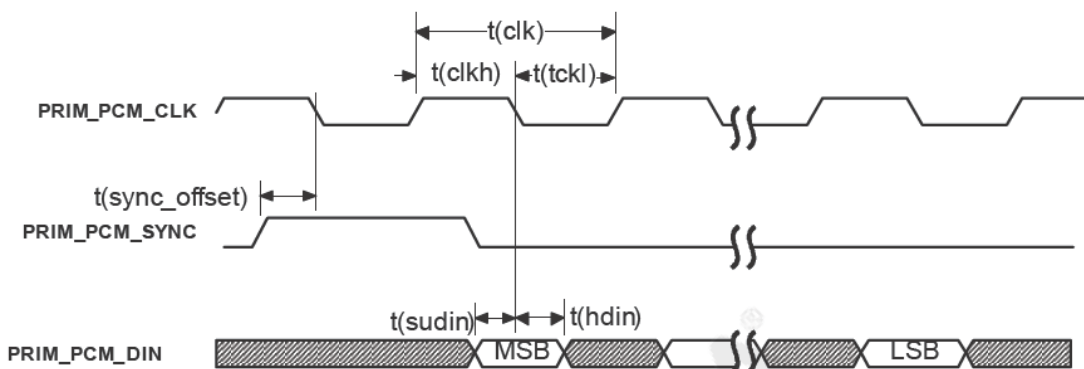 t(clk)
t(clkh) t(tckl)
PRIM_PCM_CLK
t(sync_offset)
PRIM_PCM_SYNC
t(sudin) t(hdin)
PRIM_PCM_DIN MSB LSB